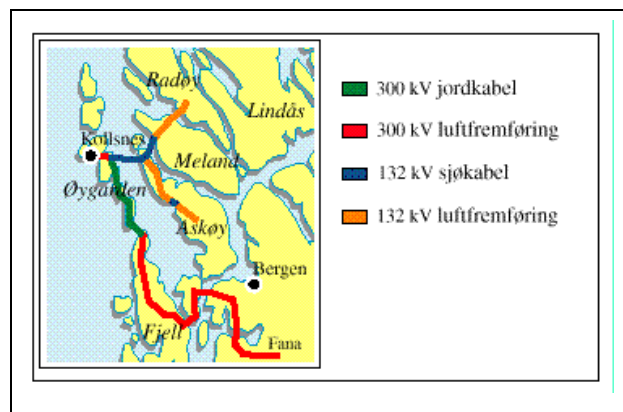 Radøy
Lindås
Kollsnes
Meland
Øygarden
Askøy
Bergen
Fjell
Fana
300 kV jordkabel
300 kV luftfremføring
132 kV sjøkabel
132 kV luftfremføring